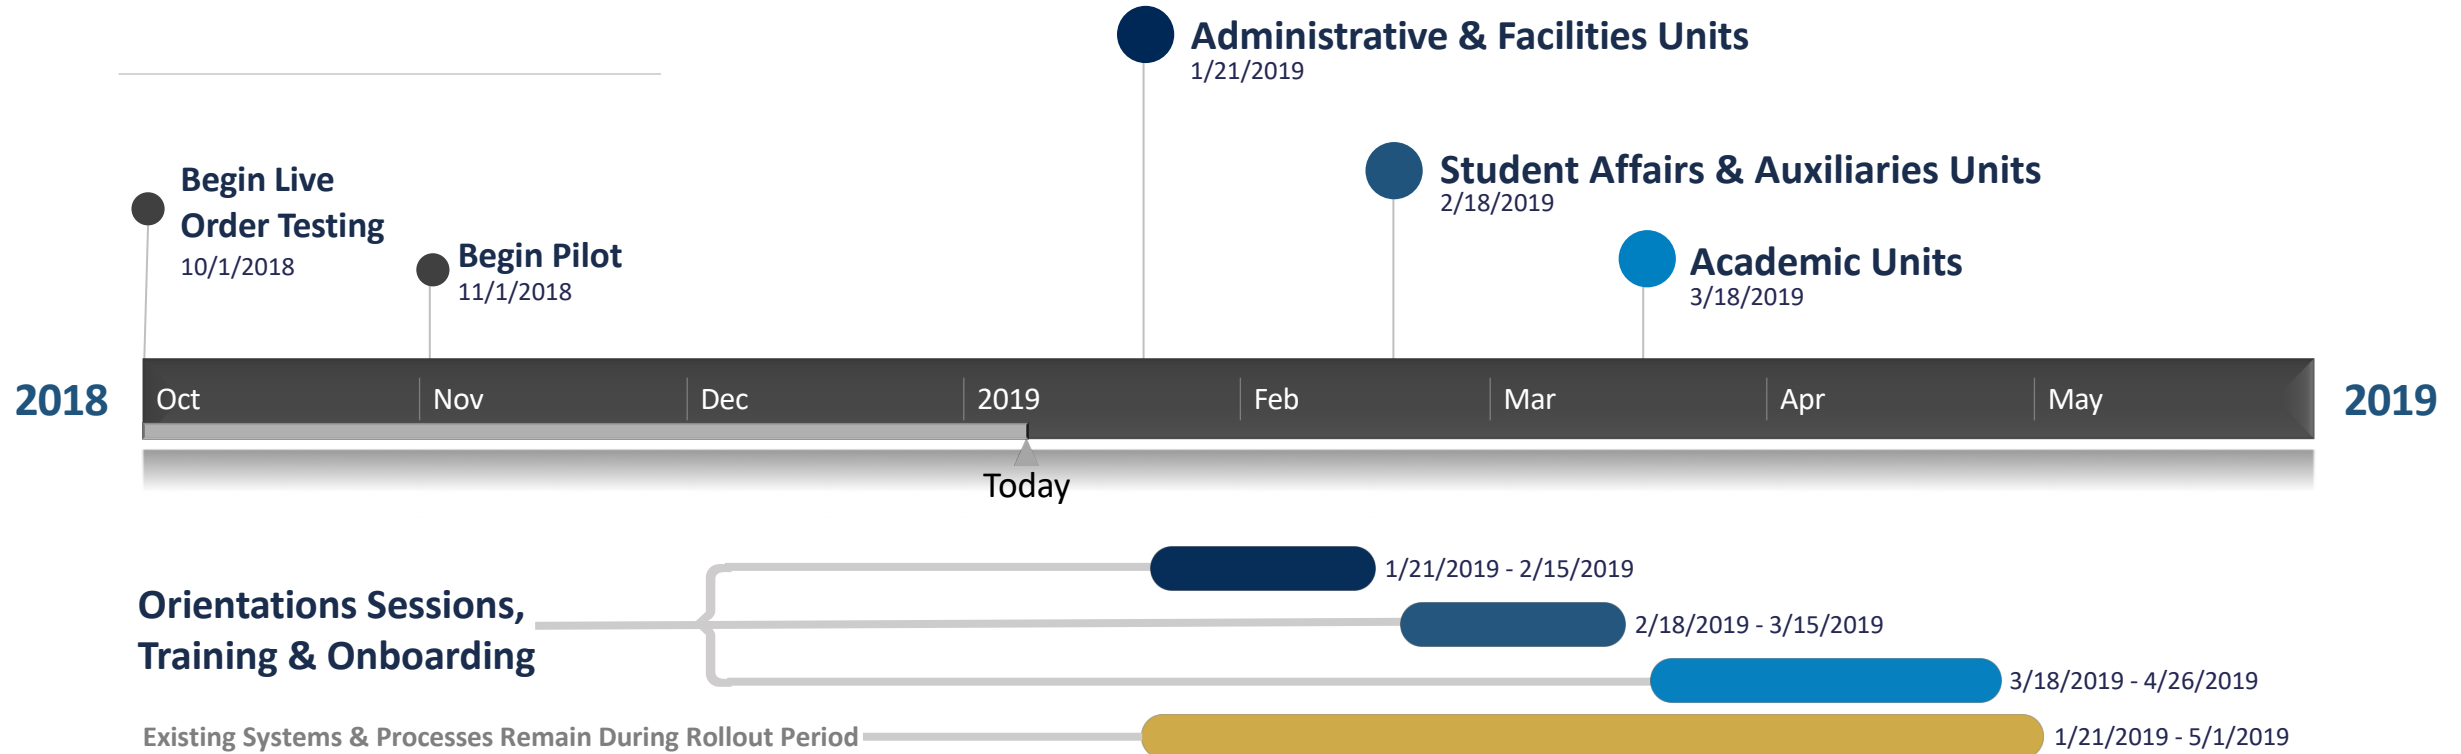 Administrative & Facilities Units
1/21/2019
Begin Live
Order Testing
10/1/2018
Begin Pilot
11/1/2018
Student Affairs & Auxiliaries Units
2/18/2019
Academic Units
3/18/2019
2018
Oct
Nov
Dec
2019
Feb
Mar
Apr
May
2019
Today
Orientations Sessions,
Training & Onboarding
1/21/2019 - 2/15/2019
2/18/2019 - 3/15/2019
3/18/2019 - 4/26/2019
Existing Systems & Processes Remain During Rollout Period
1/21/2019 - 5/1/2019